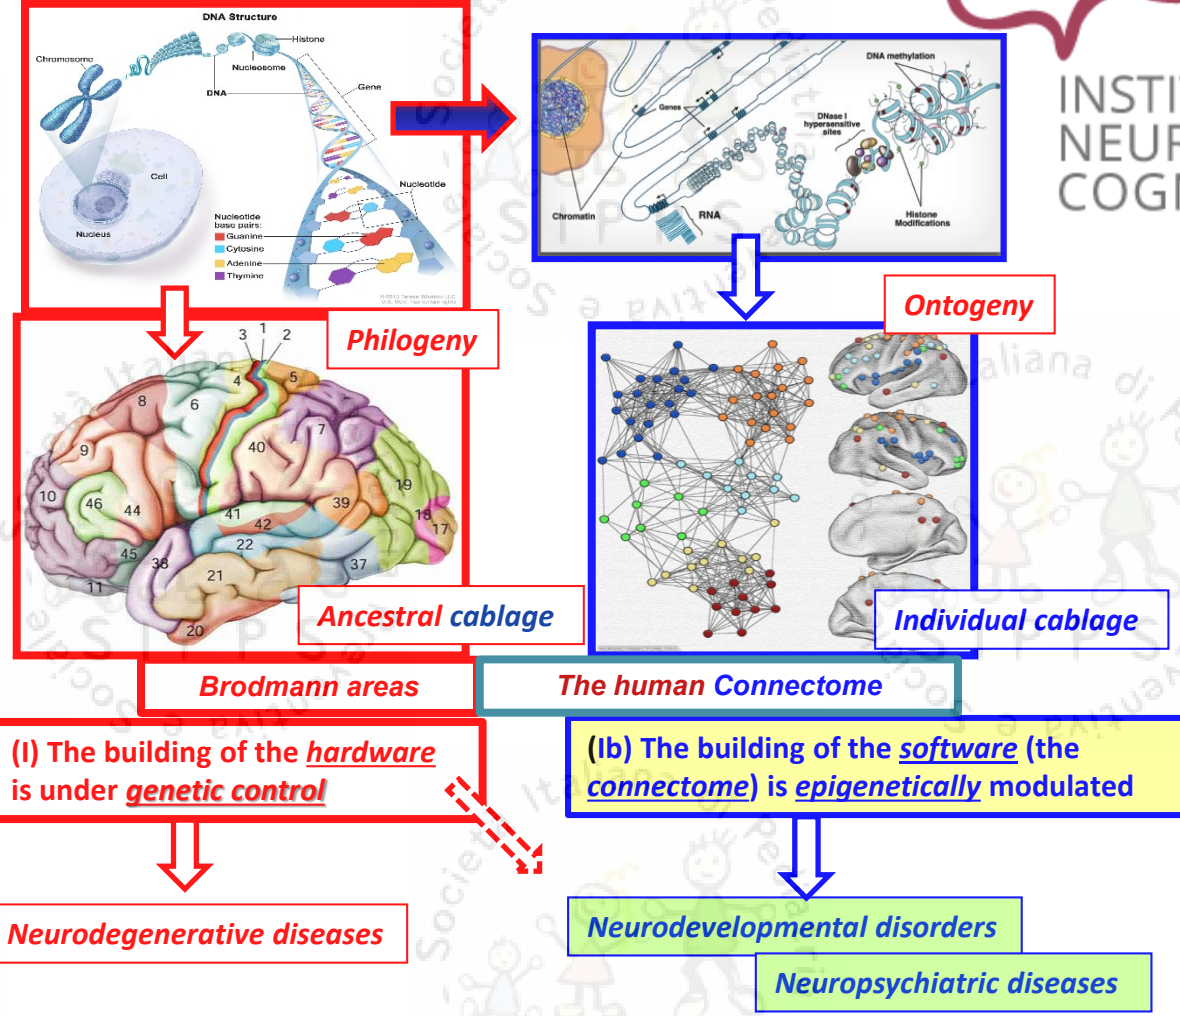 DNA Structure
Histone
Chromosome
Nucleosome
DNA
Gene
Cell
Nucleotide
Nucleus
Nucleotide
base pairs:
Guanine
Cytosine
Adenine
Thymine
DNA methylation
Genes
DNase I
hypersensitive
sites
Chromatin
RNA
Histone
Modifications
INSTI
NEUR
COGN
Philogeny
Ontogeny
3 1 2
4 5
8 6
7
9 40
10 46 44
19
39
41
42
18
17
45 38
22
37
11
21
20
Ancestral cablage
Individual cablage
Brodmann areas
The human Connectome
(I) The building of the hardware
is under genetic control
(Ib) The building of the software (the
connectome) is epigenetically modulated
Neurodegenerative diseases
Neurodevelopmental disorders
Neuropsychiatric diseases